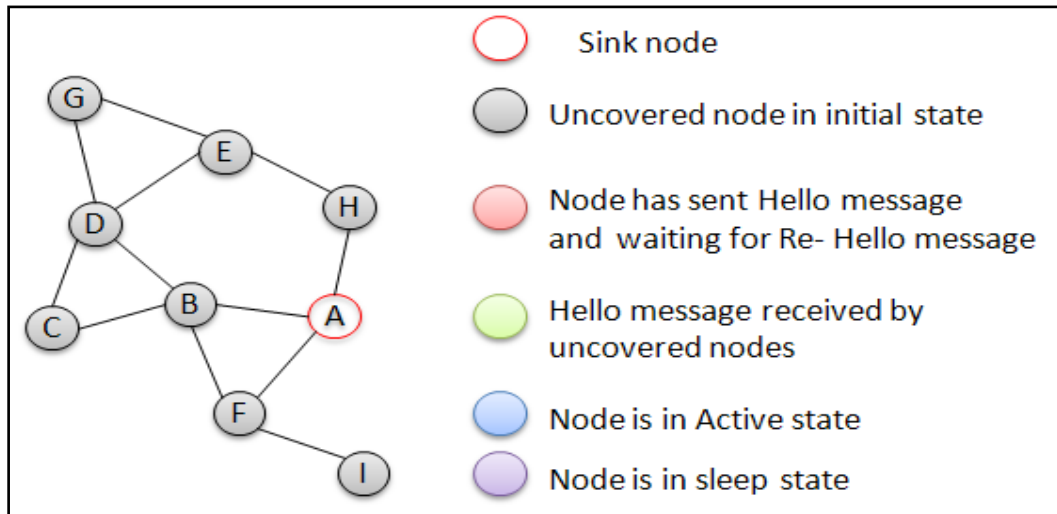 G
E
H
D
B
A
C
F
I
Sink node
Uncovered node in initial state
Node has sent Hello message
and waiting for Re- Hello message
Hello message received by
uncovered nodes
Node is in Active state
Node is in sleep state